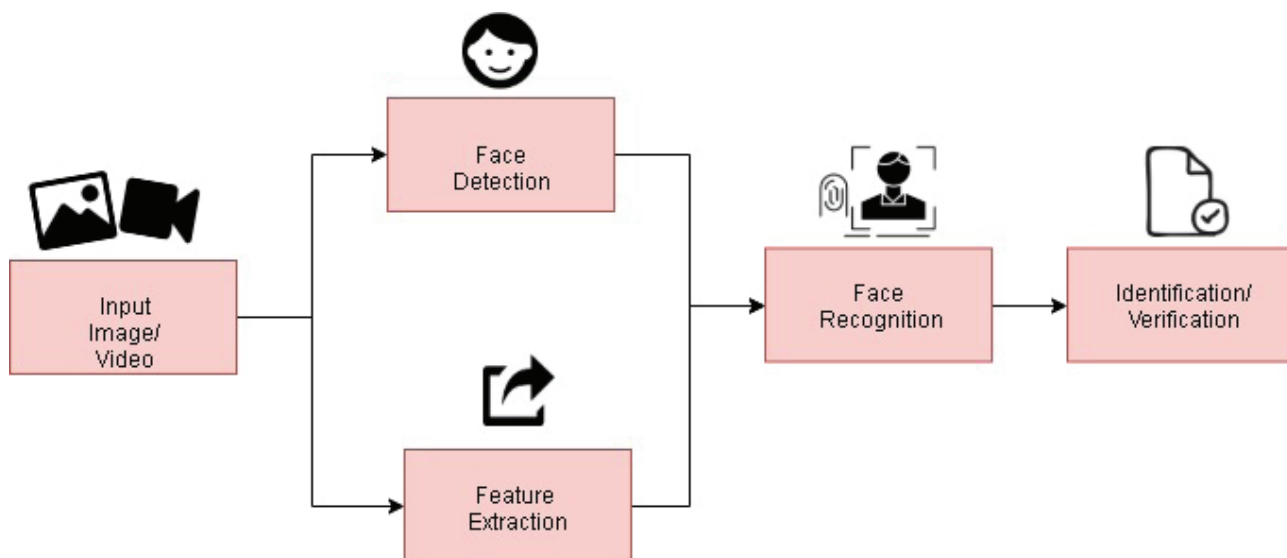 Face
Detection
Input
Image/
Video
Face
Recognition
Identification/
Verification
Feature
Extraction